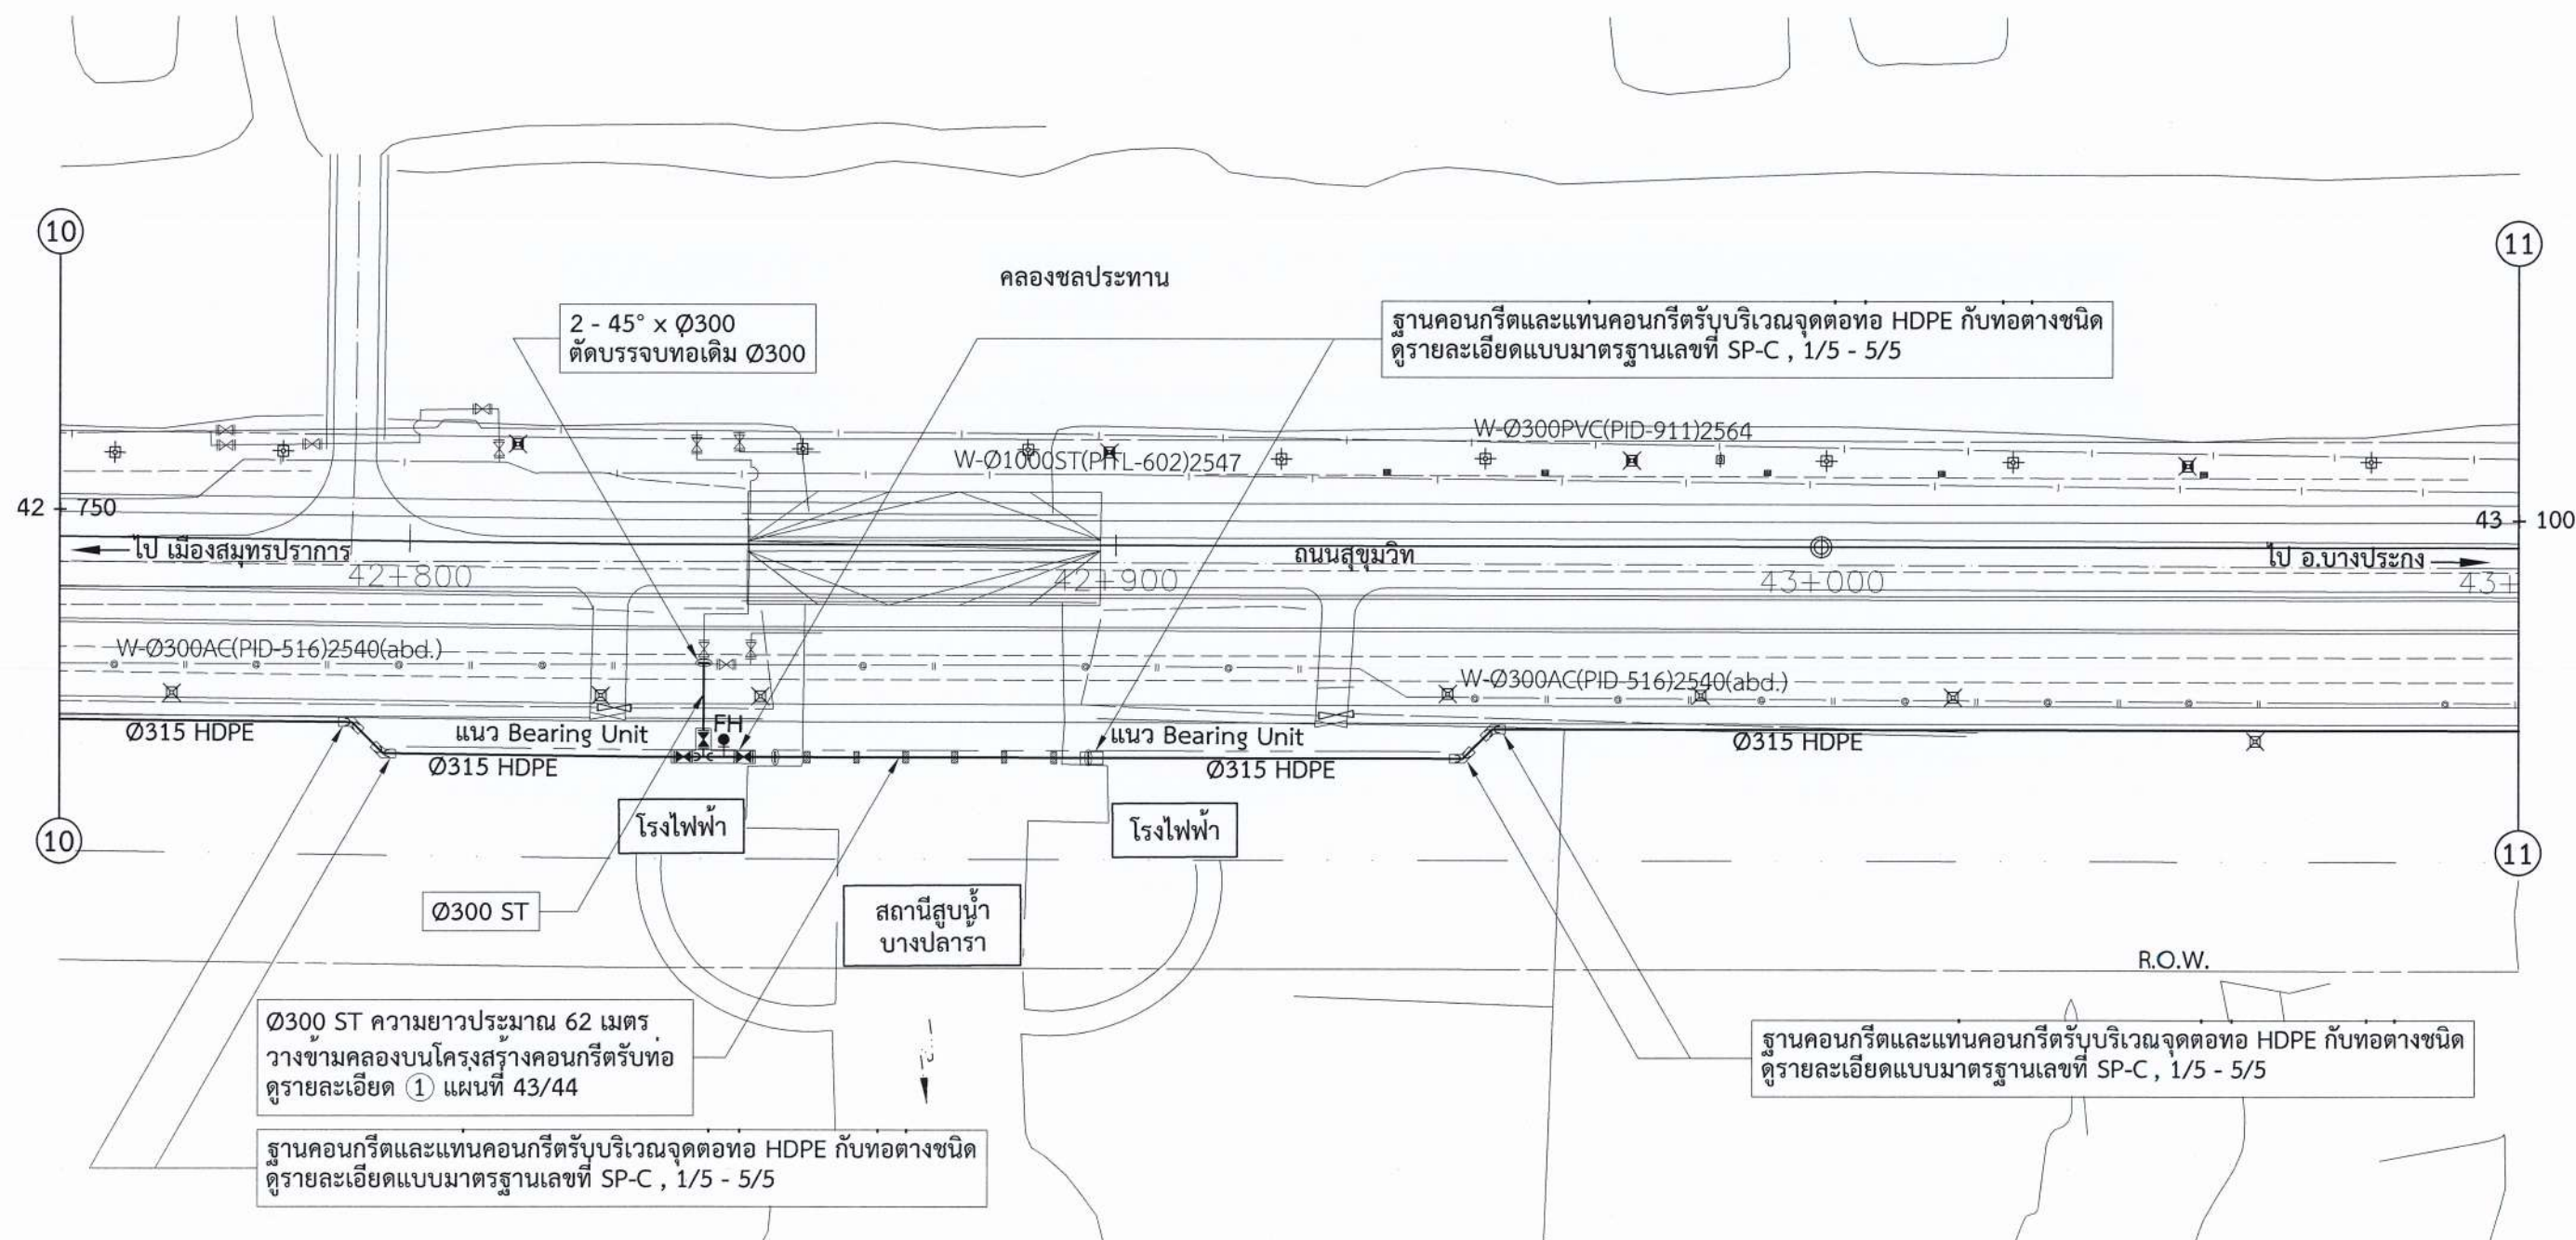 10
11
คลองชลประทาน
2 - 45° x Ø300
ตัดบรรจบท่อเดิม Ø300
ฐานคอนกรีตและแท่นคอนกรีตรับบริเวณจุดต่อท่อ HDPE กับท่อต่างชนิด
ดูรายละเอียดแบบมาตรฐานเลขที่ SP-C , 1/5 - 5/5
W-Ø300PVC(PID-911)2564
W-Ø1000ST(PITL-602)2547
42 750
43 100
ไป เมืองสมุทรปราการ
ถนนสุขุมวิท
ไป อ.บางปะกง
42+800
42+900
43+000
43+
W-Ø300AC(PID-516)2540(abd.)
W-Ø300AC(PID-516)2540(abd.)
Ø315 HDPE
แนว Bearing Unit
FH
แนว Bearing Unit
Ø315 HDPE
Ø315 HDPE
Ø315 HDPE
โรงไฟฟ้า
โรงไฟฟ้า
10
11
Ø300 ST
สถานีสูบน้ำ
บางปลาร้า
R.O.W.
Ø300 ST ความยาวประมาณ 62 เมตร
วางข้ามคลองบนโครงสร้างคอนกรีตรับท่อ
ดูรายละเอียด 1 แผ่นที่ 43/44
ฐานคอนกรีตและแท่นคอนกรีตรับบริเวณจุดต่อท่อ HDPE กับท่อต่างชนิด
ดูรายละเอียดแบบมาตรฐานเลขที่ SP-C , 1/5 - 5/5
ฐานคอนกรีตและแท่นคอนกรีตรับบริเวณจุดต่อท่อ HDPE กับท่อต่างชนิด
ดูรายละเอียดแบบมาตรฐานเลขที่ SP-C , 1/5 - 5/5